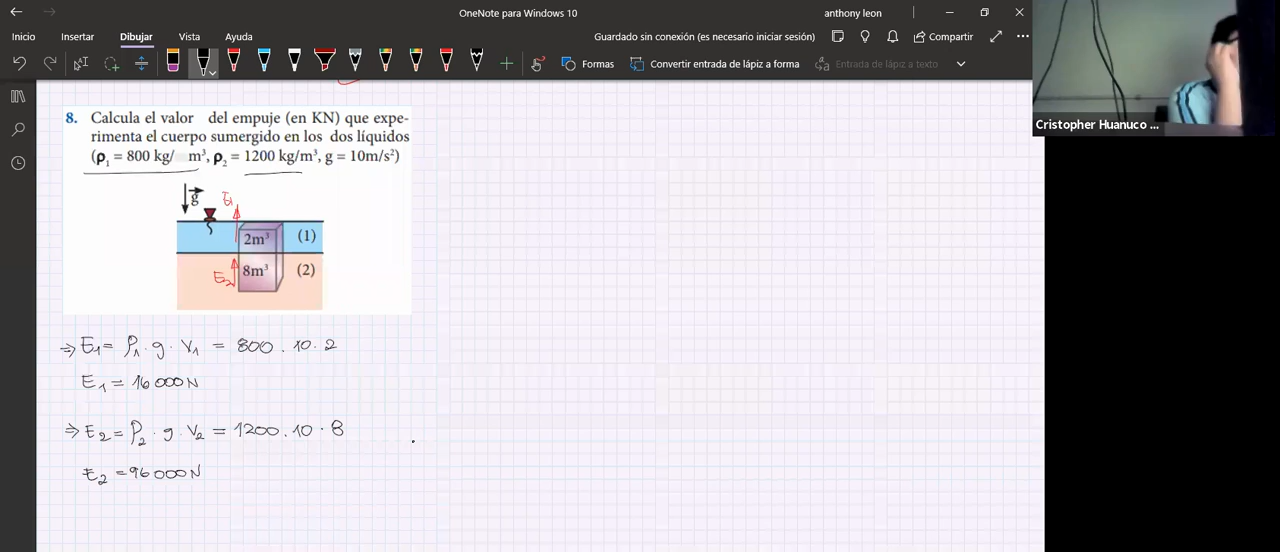 OneNote para Windows 10
anthony leon
Inicio
Insertar
Dibujar
Vista
Ayuda
Guardado sin conexión (es necesario iniciar sesión)
Compartir
Formas
Convertir entrada de lápiz a forma
Entrada de lápiz a texto
Cristopher Huanuco ...
8. Calcula el valor del empuje (en KN) que expe-
rimenta el cuerpo sumergido en los dos líquidos
(ρ₁ = 800 kg/ m³, ρ₂ = 1200 kg/m³, g = 10m/s²)
g
E₁
2m³ (1)
E₂ 8m³ (2)
⇒ E₁ = ρ₁ · g · V₁ = 800 . 10 . 2
E₁ = 16 000 N
⇒ E₂ = ρ₂ · g · V₂ = 1200 . 10 . 8
E₂ = 96 000 N